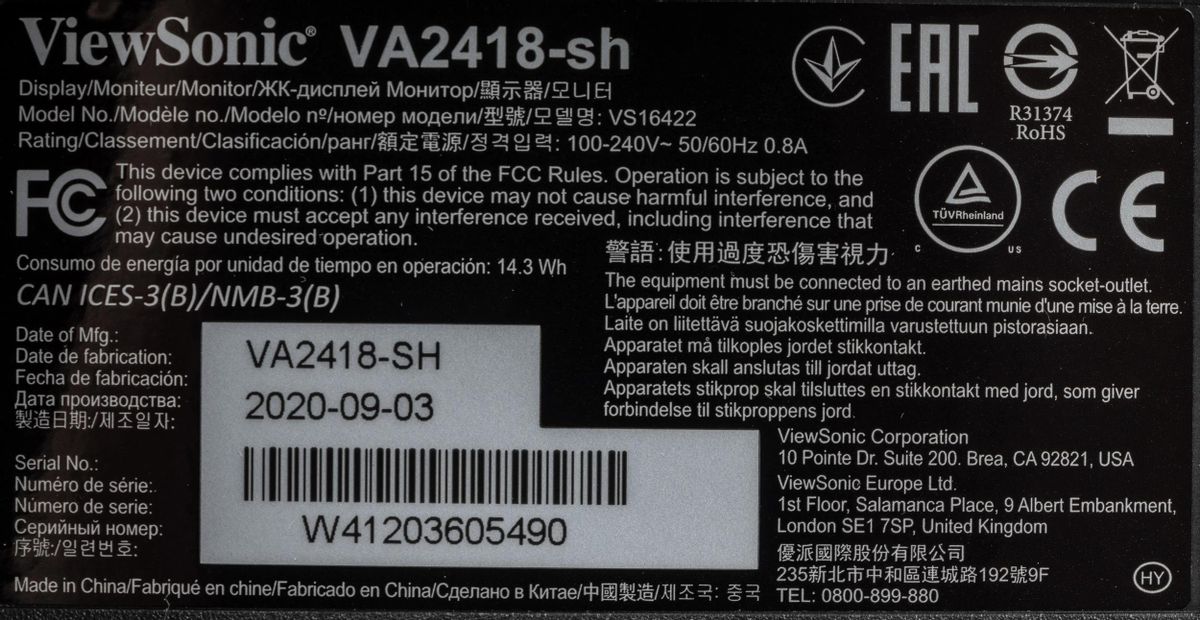 ViewSonic® VA2418-sh
Display/Moniteur/Monitor/ЖК-дисплей Монитор/顯示器/모니터
Model No./Modèle no./Modelo nº/номер модели/型號/모델명: VS16422
Rating/Classement/Clasificación/ранг/額定電源/정격입력: 100-240V~ 50/60Hz 0.8A
EAC
R31374
RoHS
FC
This device complies with Part 15 of the FCC Rules. Operation is subject to the
following two conditions: (1) this device may not cause harmful interference, and
(2) this device must accept any interference received, including interference that
may cause undesired operation.
TÜVRheinland
C US
CE
Consumo de energía por unidad de tiempo en operación: 14.3 Wh
CAN ICES-3(B)/NMB-3(B)
警語: 使用過度恐傷害視力
The equipment must be connected to an earthed mains socket-outlet.
L'appareil doit être branché sur une prise de courant munie d'une mise à la terre.
Laite on liitettävä suojakoskettimilla varustettuun pistorasiaan.
Apparatet må tilkoples jordet stikkontakt.
Apparaten skall anslutas till jordat uttag.
Apparatets stikprop skal tilsluttes en stikkontakt med jord, som giver
forbindelse til stikproppens jord.
Date of Mfg.:
Date de fabrication:
Fecha de fabricación:
Дата производства:
製造日期:/제조일자:
VA2418-SH
2020-09-03
Serial No.:
Numéro de série:
Número de serie:
Серийный номер:
序號:/일련번호:
W41203605490
ViewSonic Corporation
10 Pointe Dr. Suite 200. Brea, CA 92821, USA
ViewSonic Europe Ltd.
1st Floor, Salamanca Place, 9 Albert Embankment,
London SE1 7SP, United Kingdom
優派國際股份有限公司
235新北市中和區連城路192號9F
TEL: 0800-899-880
HY
Made in China/Fabriqué en chine/Fabricado en China/Сделано в Китае/中國製造/제조국: 중국